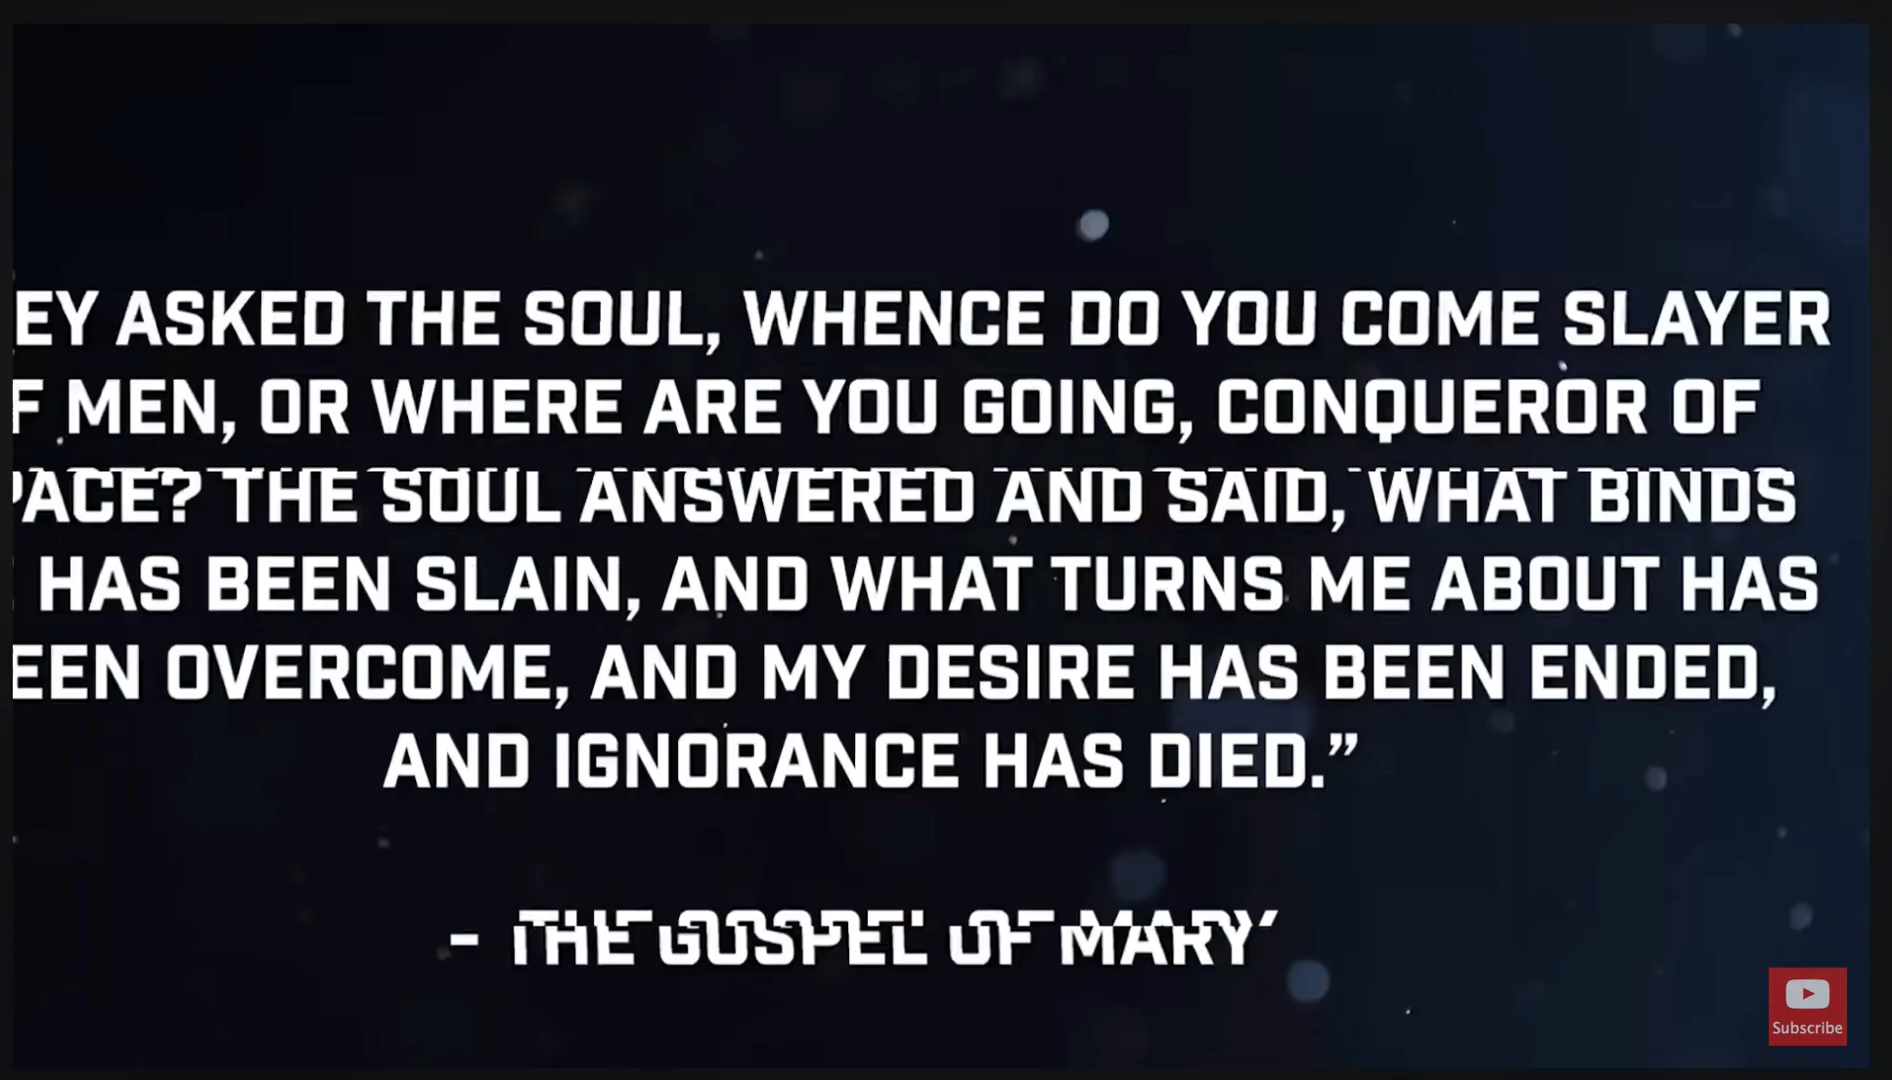 EY ASKED THE SOUL, WHENCE DO YOU COME SLAYER
F MEN, OR WHERE ARE YOU GOING, CONQUEROR OF
PACE? THE SOUL ANSWERED AND SAID, WHAT BINDS
HAS BEEN SLAIN, AND WHAT TURNS ME ABOUT HAS
EEN OVERCOME, AND MY DESIRE HAS BEEN ENDED,
AND IGNORANCE HAS DIED.”
- THE GOSPEL OF MARY
Subscribe